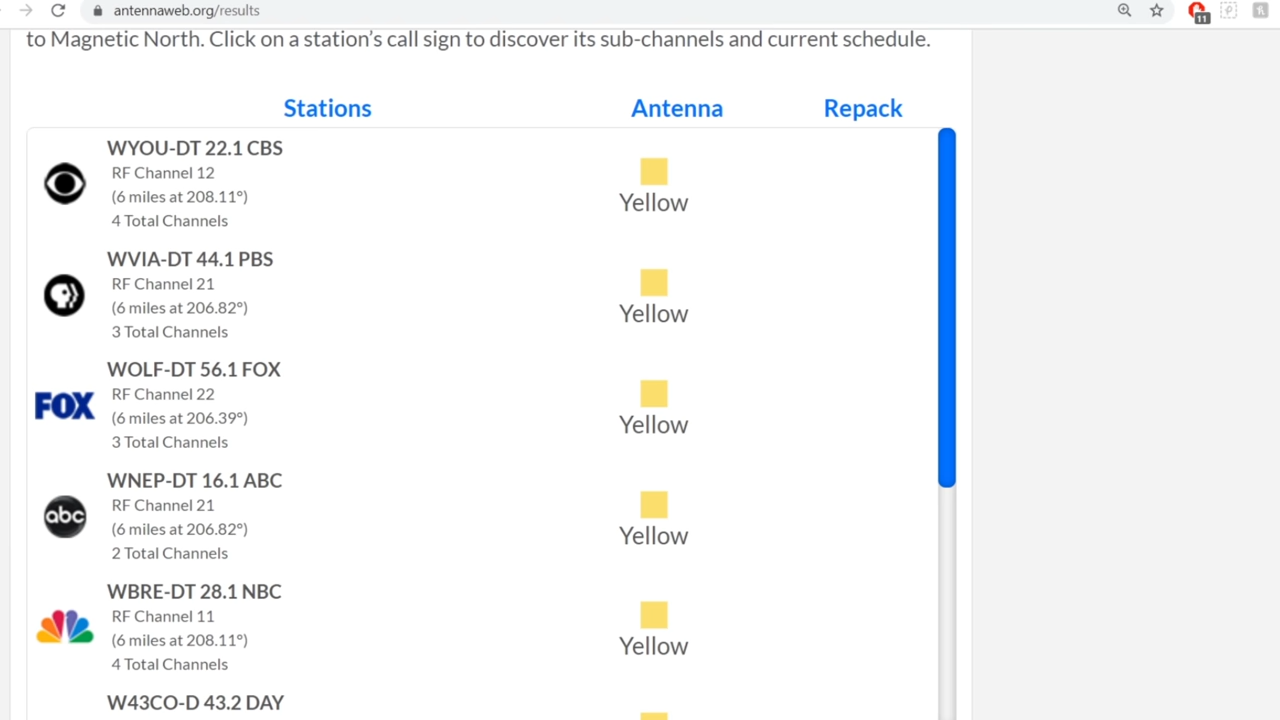 antennaweb.org/results
11
to Magnetic North. Click on a station's call sign to discover its sub-channels and current schedule.
Stations Antenna Repack
WYOU-DT 22.1 CBS
RF Channel 12
(6 miles at 208.11°)
4 Total Channels
Yellow
WVIA-DT 44.1 PBS
RF Channel 21
(6 miles at 206.82°)
3 Total Channels
Yellow
FOX
WOLF-DT 56.1 FOX
RF Channel 22
(6 miles at 206.39°)
3 Total Channels
Yellow
abc
WNEP-DT 16.1 ABC
RF Channel 21
(6 miles at 206.82°)
2 Total Channels
Yellow
WBRE-DT 28.1 NBC
RF Channel 11
(6 miles at 208.11°)
4 Total Channels
Yellow
W43CO-D 43.2 DAY